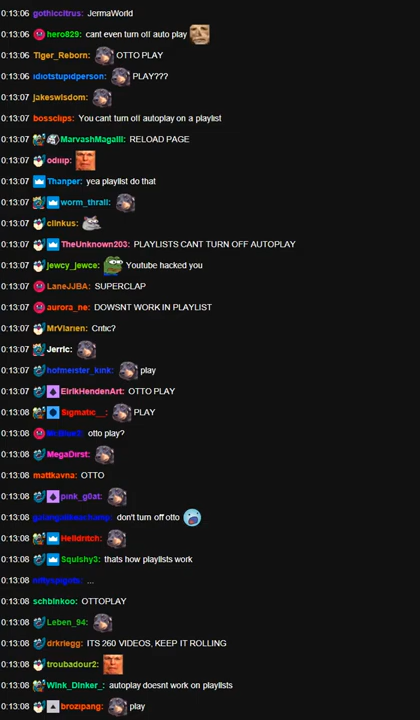 0:13:06 gothiccitrus: JermaWorld
0:13:06 hero829: cant even turn off auto play
0:13:06 Tiger_Reborn: OTTO PLAY
0:13:06 idiotstupidperson: PLAY???
0:13:07 jakeswisdom:
0:13:07 bossclips: You cant turn off autoplay on a playlist
0:13:07 MarvashMagalli: RELOAD PAGE
0:13:07 odiiip:
0:13:07 Thanper: yea playlist do that
0:13:07 worm_thrall:
0:13:07 clinkus:
0:13:07 TheUnknown203: PLAYLISTS CANT TURN OFF AUTOPLAY
0:13:07 jewcy_jewce: Youtube hacked you
0:13:07 LaneJJBA: SUPERCLAP
0:13:07 aurora_ne: DOWSNT WORK IN PLAYLIST
0:13:07 MrVlarien: Critic?
0:13:07 Jerric:
0:13:07 hofmeister_kink: play
0:13:07 EirikHendenArt: OTTO PLAY
0:13:08 Sigmatic__: PLAY
0:13:08 otto play?
0:13:08 MegaDirst:
0:13:08 mattkavna: OTTO
0:13:08 pink_g0at:
0:13:08 don't turn off otto
0:13:08 Helldritch:
0:13:08 Squishy3: thats how playlists work
0:13:08 ...
0:13:08 schbinkoo: OTTOPLAY
0:13:08 Leben_94:
0:13:08 drkriegg: ITS 260 VIDEOS, KEEP IT ROLLING
0:13:08 troubadour2:
0:13:08 Wink_Dinker_: autoplay doesnt work on playlists
0:13:08 brozipang: play